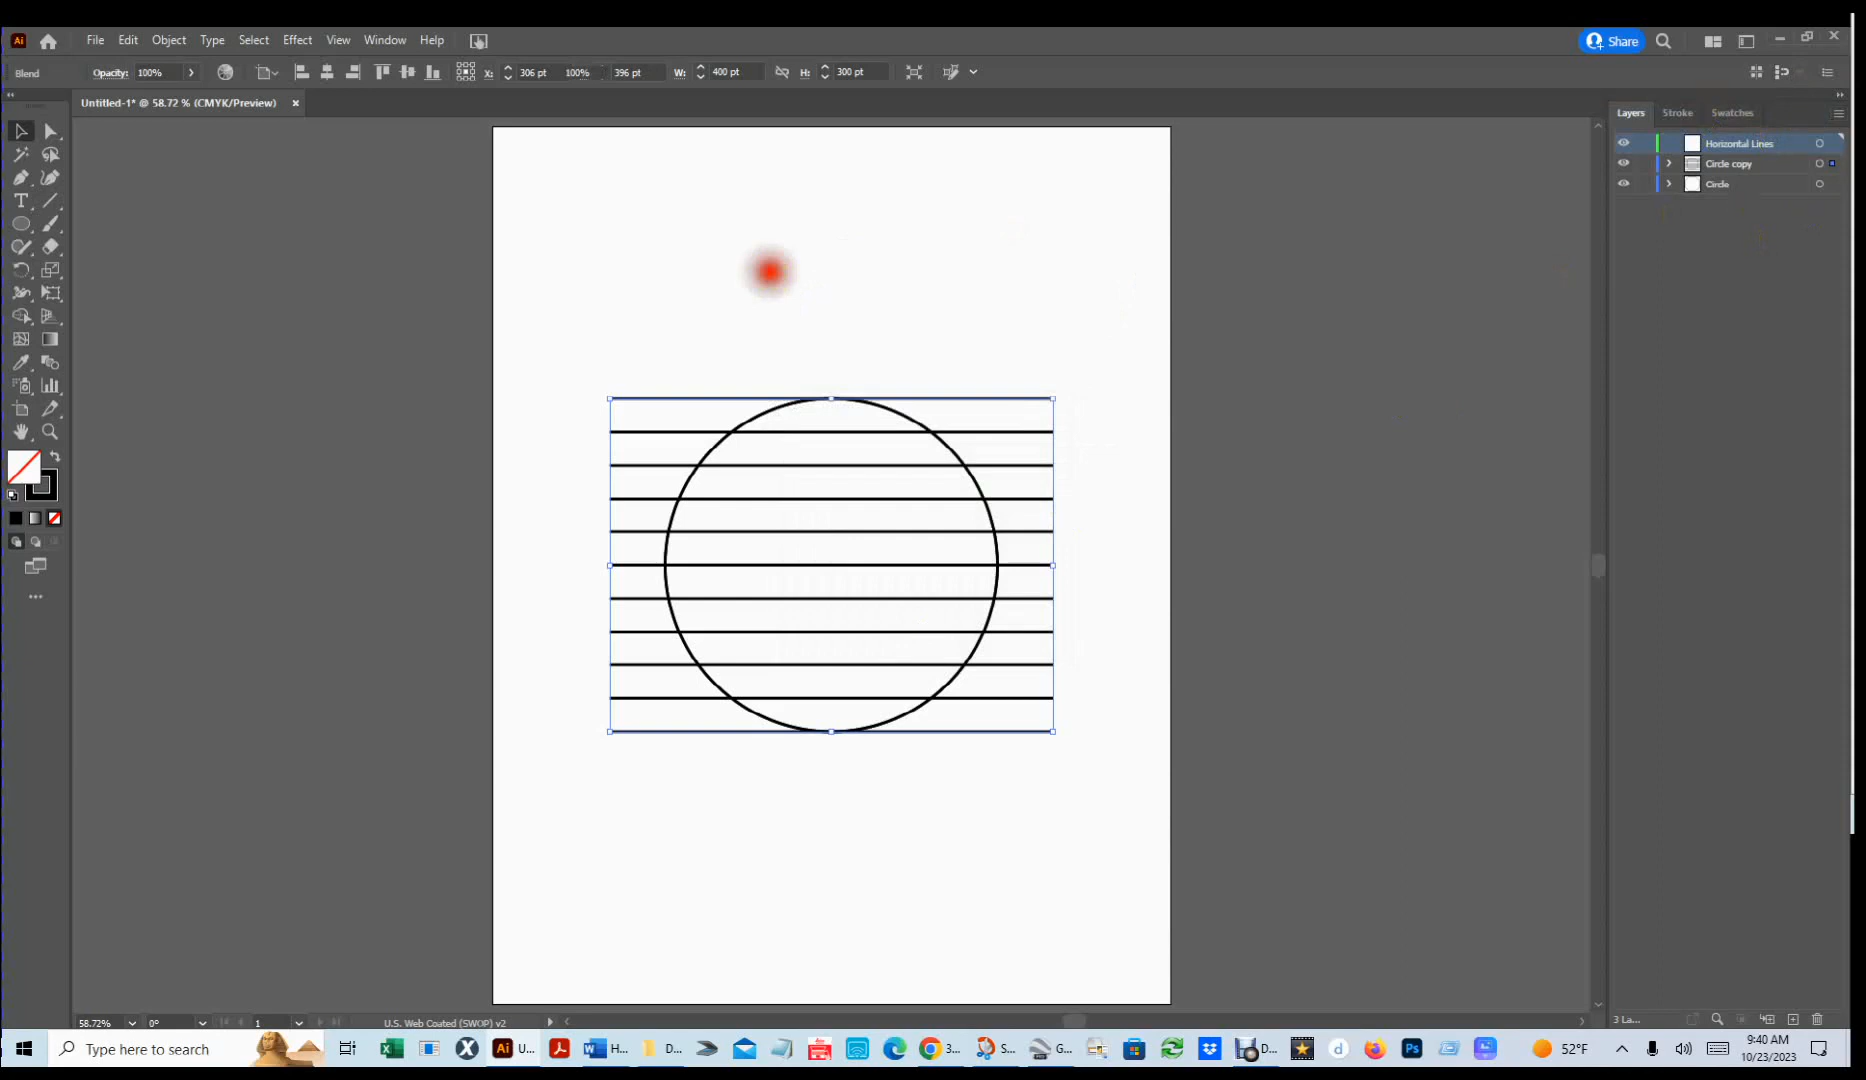 Ai File Edit Object Type Select Effect View Window Help Share
Blend Opacity: 100% X: 306 pt 100% 396 pt W: 400 pt H: 300 pt
Untitled-1* @ 58.72 % (CMYK/Preview) ×
Layers Stroke Swatches
Horizontal Lines
Circle copy
Circle
58.72% 0° 1 U.S. Web Coated (SWOP) v2 3 La...
Type here to search U... H... D... 3... S... G... D... 52°F 9:40 AM
10/23/2023